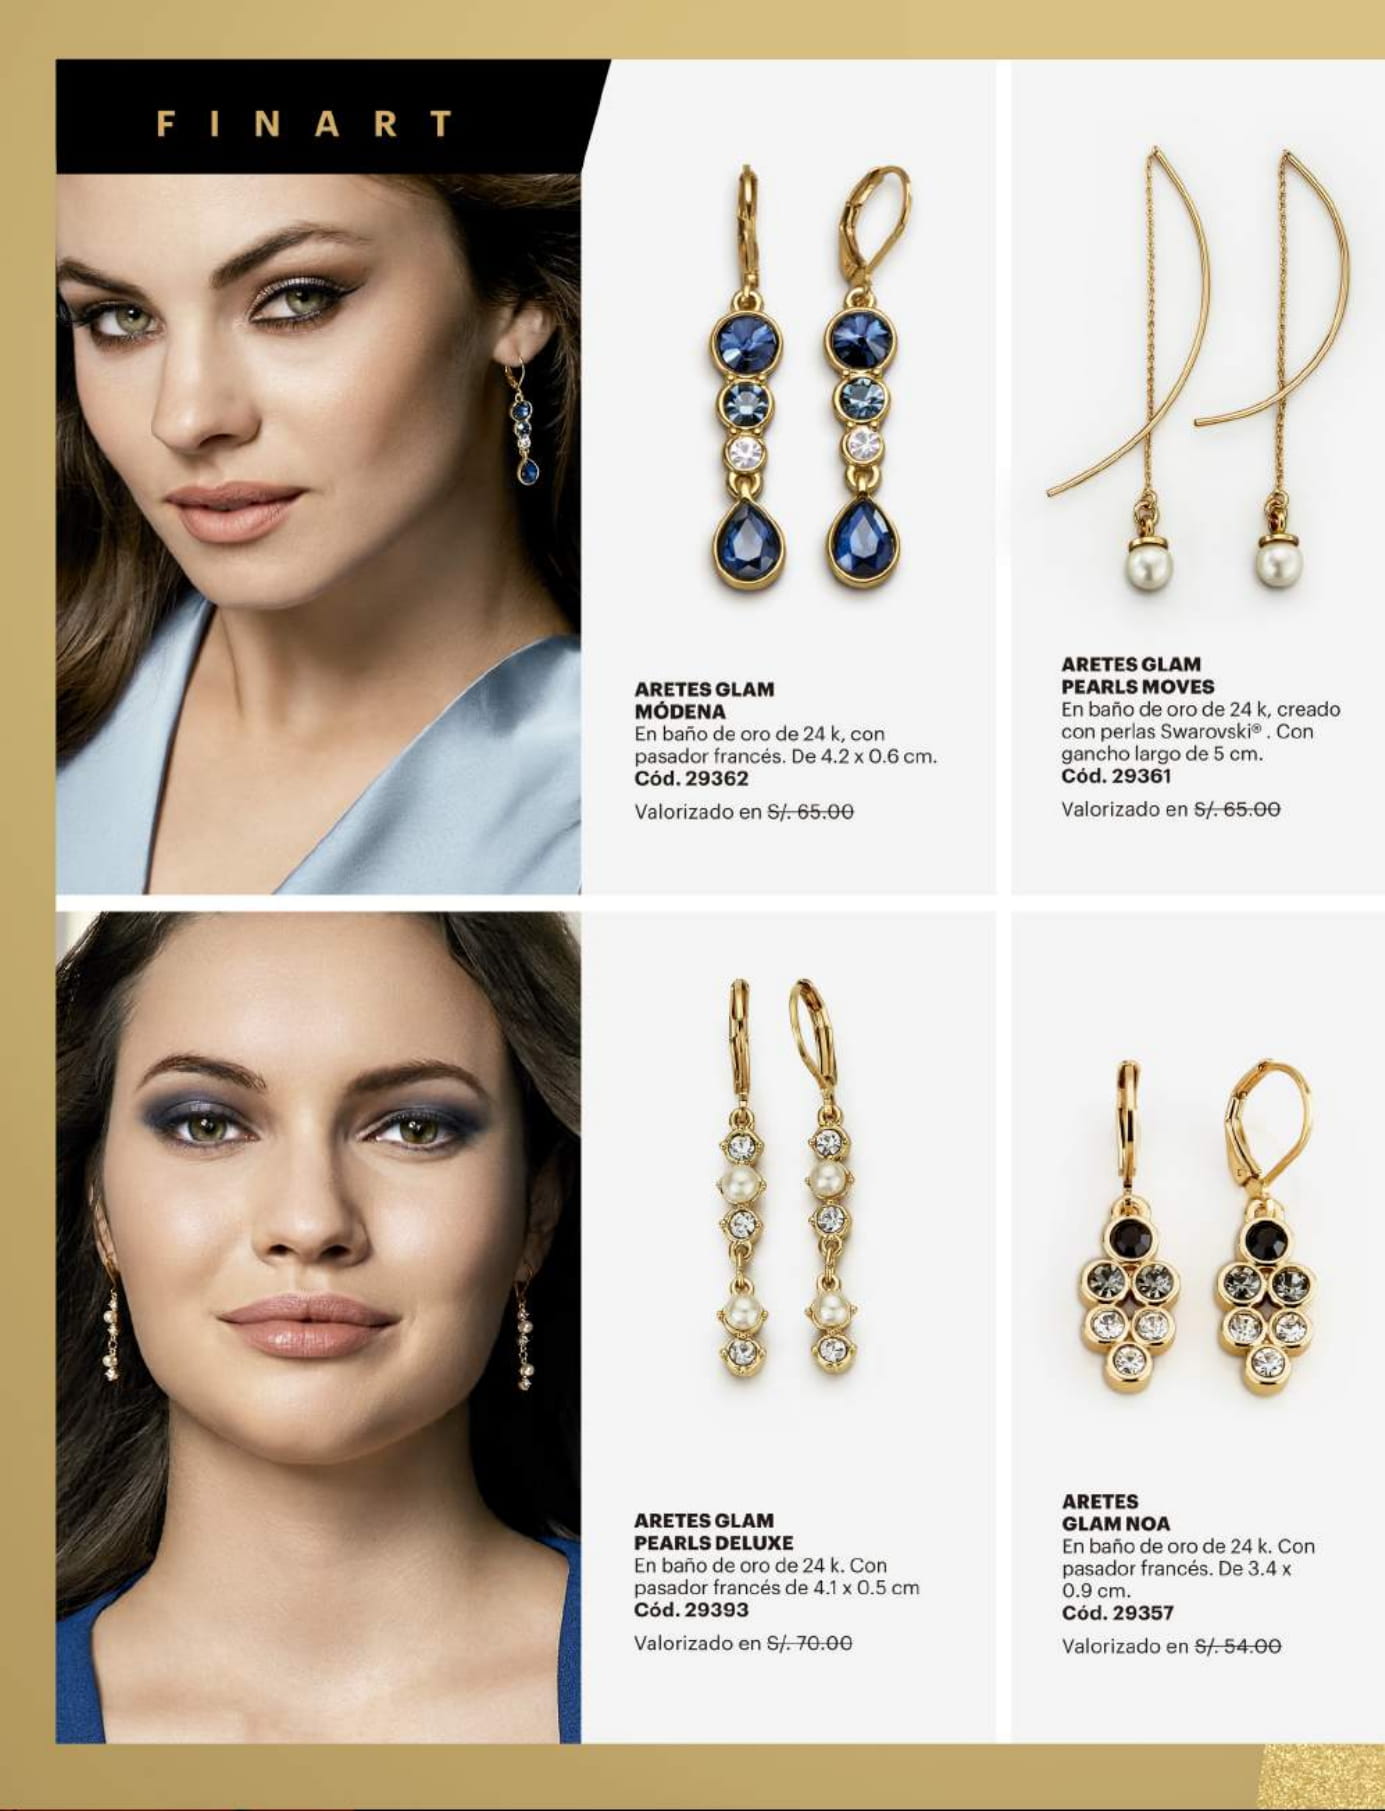 FINART
ARETES GLAM
MÓDENA
En baño de oro de 24 k, con
pasador francés. De 4.2 x 0.6 cm.
Cód. 29362
Valorizado en S/. 65.00
ARETES GLAM
PEARLS MOVES
En baño de oro de 24 k, creado
con perlas Swarovski® . Con
gancho largo de 5 cm.
Cód. 29361
Valorizado en S/. 65.00
ARETES GLAM
PEARLS DELUXE
En baño de oro de 24 k. Con
pasador francés de 4.1 x 0.5 cm
Cód. 29393
Valorizado en S/. 70.00
ARETES
GLAM NOA
En baño de oro de 24 k. Con
pasador francés. De 3.4 x
0.9 cm.
Cód. 29357
Valorizado en S/. 54.00